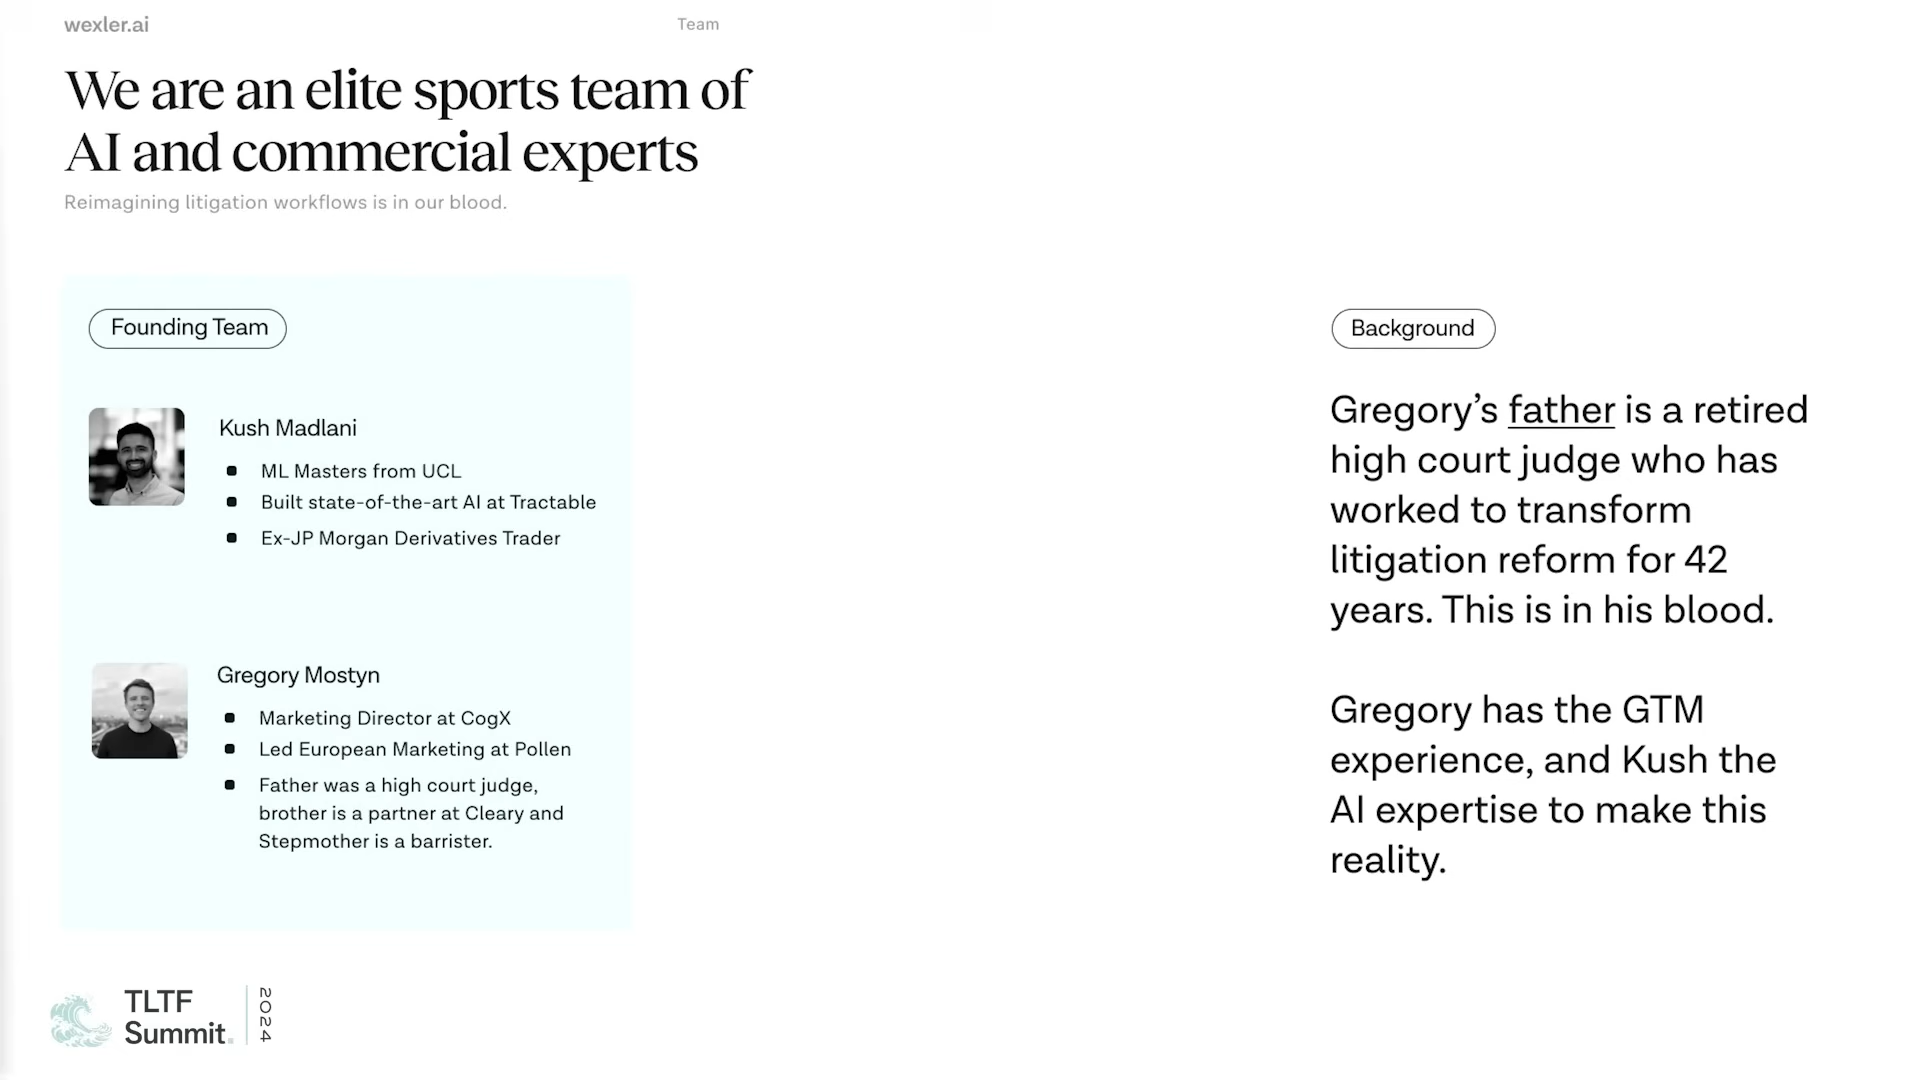 wexler.ai
Team
We are an elite sports team of
AI and commercial experts
Reimagining litigation workflows is in our blood.
Founding Team
Kush Madlani
ML Masters from UCL
Built state-of-the-art AI at Tractable
Ex-JP Morgan Derivatives Trader
Gregory Mostyn
Marketing Director at CogX
Led European Marketing at Pollen
Father was a high court judge,
brother is a partner at Cleary and
Stepmother is a barrister.
Background
Gregory’s father is a retired
high court judge who has
worked to transform
litigation reform for 42
years. This is in his blood.
Gregory has the GTM
experience, and Kush the
AI expertise to make this
reality.
TLTF
Summit.
2024